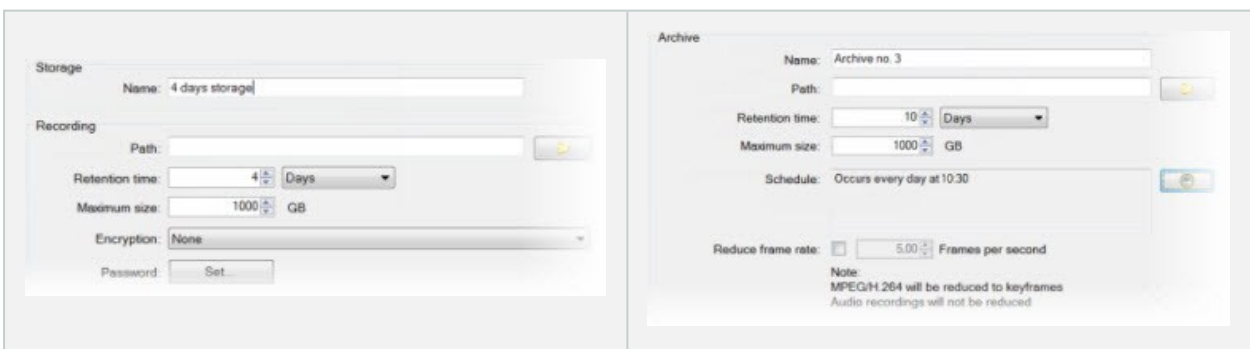 Storage
Name: 4 days storage
Recording
Path:
Retention time: 4 Days
Maximum size: 1000 GB
Encryption: None
Password: Set...
Archive
Name: Archive no. 3
Path:
Retention time: 10 Days
Maximum size: 1000 GB
Schedule: Occurs every day at 10:30
Reduce frame rate: 5.00 Frames per second
Note:
MPEG/H.264 will be reduced to keyframes
Audio recordings will not be reduced